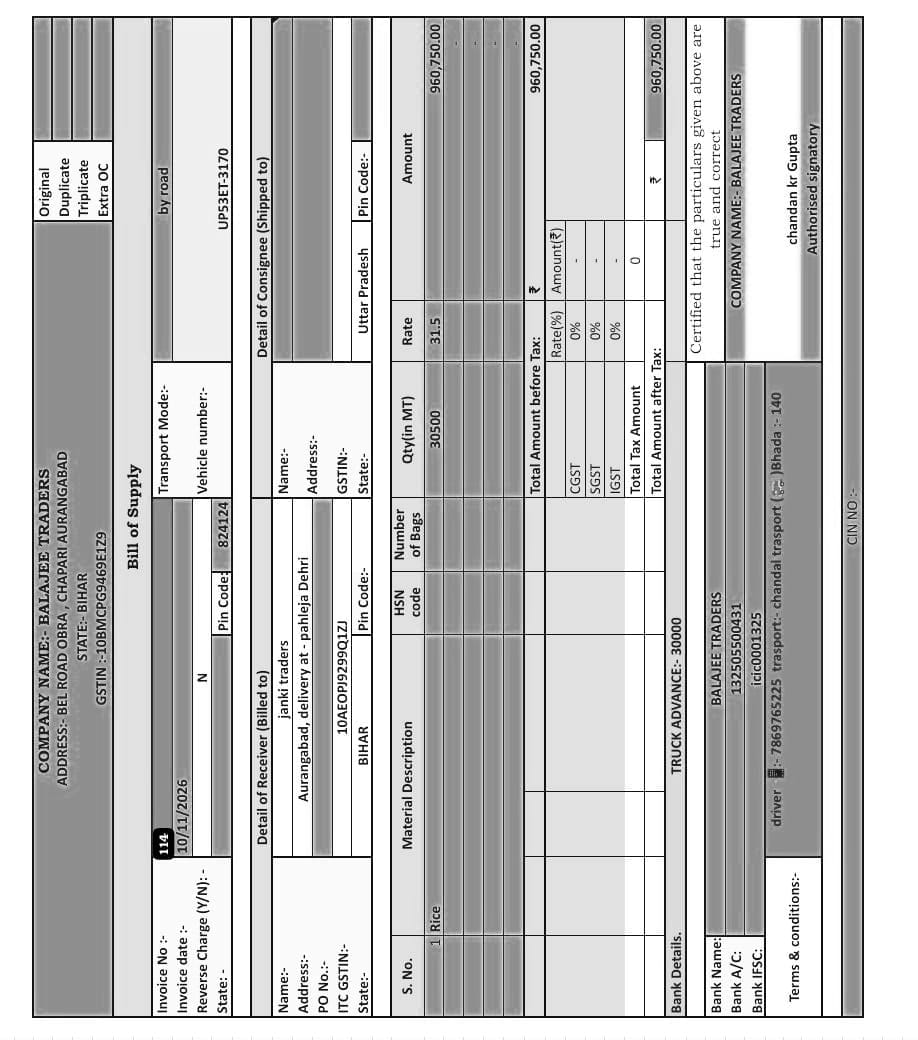 COMPANY NAME:- BALAJEE TRADERS
ADDRESS:- BEL ROAD OBRA , CHAPARI AURANGABAD
STATE:- BIHAR
GSTIN :-10BMCPG9469E1Z9
Original
Duplicate
Triplicate
Extra OC
Bill of Supply
Invoice No :- 114 Transport Mode:- by road
Invoice date :- 10/11/2026
Reverse Charge (Y/N): - N Vehicle number:- UP53ET-3170
State: - Pin Code: 824124
Detail of Receiver (Billed to) Detail of Consignee (Shipped to)
Name:- janki traders Name:-
Address:- Aurangabad, delivery at - pahleja Dehri Address:-
PO No.:-
ITC GSTIN:- 10AEOPJ9299Q1ZJ GSTIN:-
State:- BIHAR Pin Code:- State:- Uttar Pradesh Pin Code:-
S. No. Material Description HSN code Number of Bags Qty(in MT) Rate Amount
1 Rice 30500 31.5 960,750.00
-
-
-
-
Total Amount before Tax: ₹ 960,750.00
Rate(%) Amount(₹)
CGST 0% -
SGST 0% -
IGST 0% -
Total Tax Amount 0
Total Amount after Tax: ₹ 960,750.00
Bank Details. TRUCK ADVANCE:- 30000
Certified that the particulars given above are
true and correct
Bank Name: BALAJEE TRADERS
Bank A/C: 132505500431
Bank IFSC: icic0001325
COMPANY NAME:- BALAJEE TRADERS
Terms & conditions:- driver :- 7869765225 trasport:- chandal trasport ( )Bhada :- 140
chandan kr Gupta
Authorised signatory
CIN NO :-